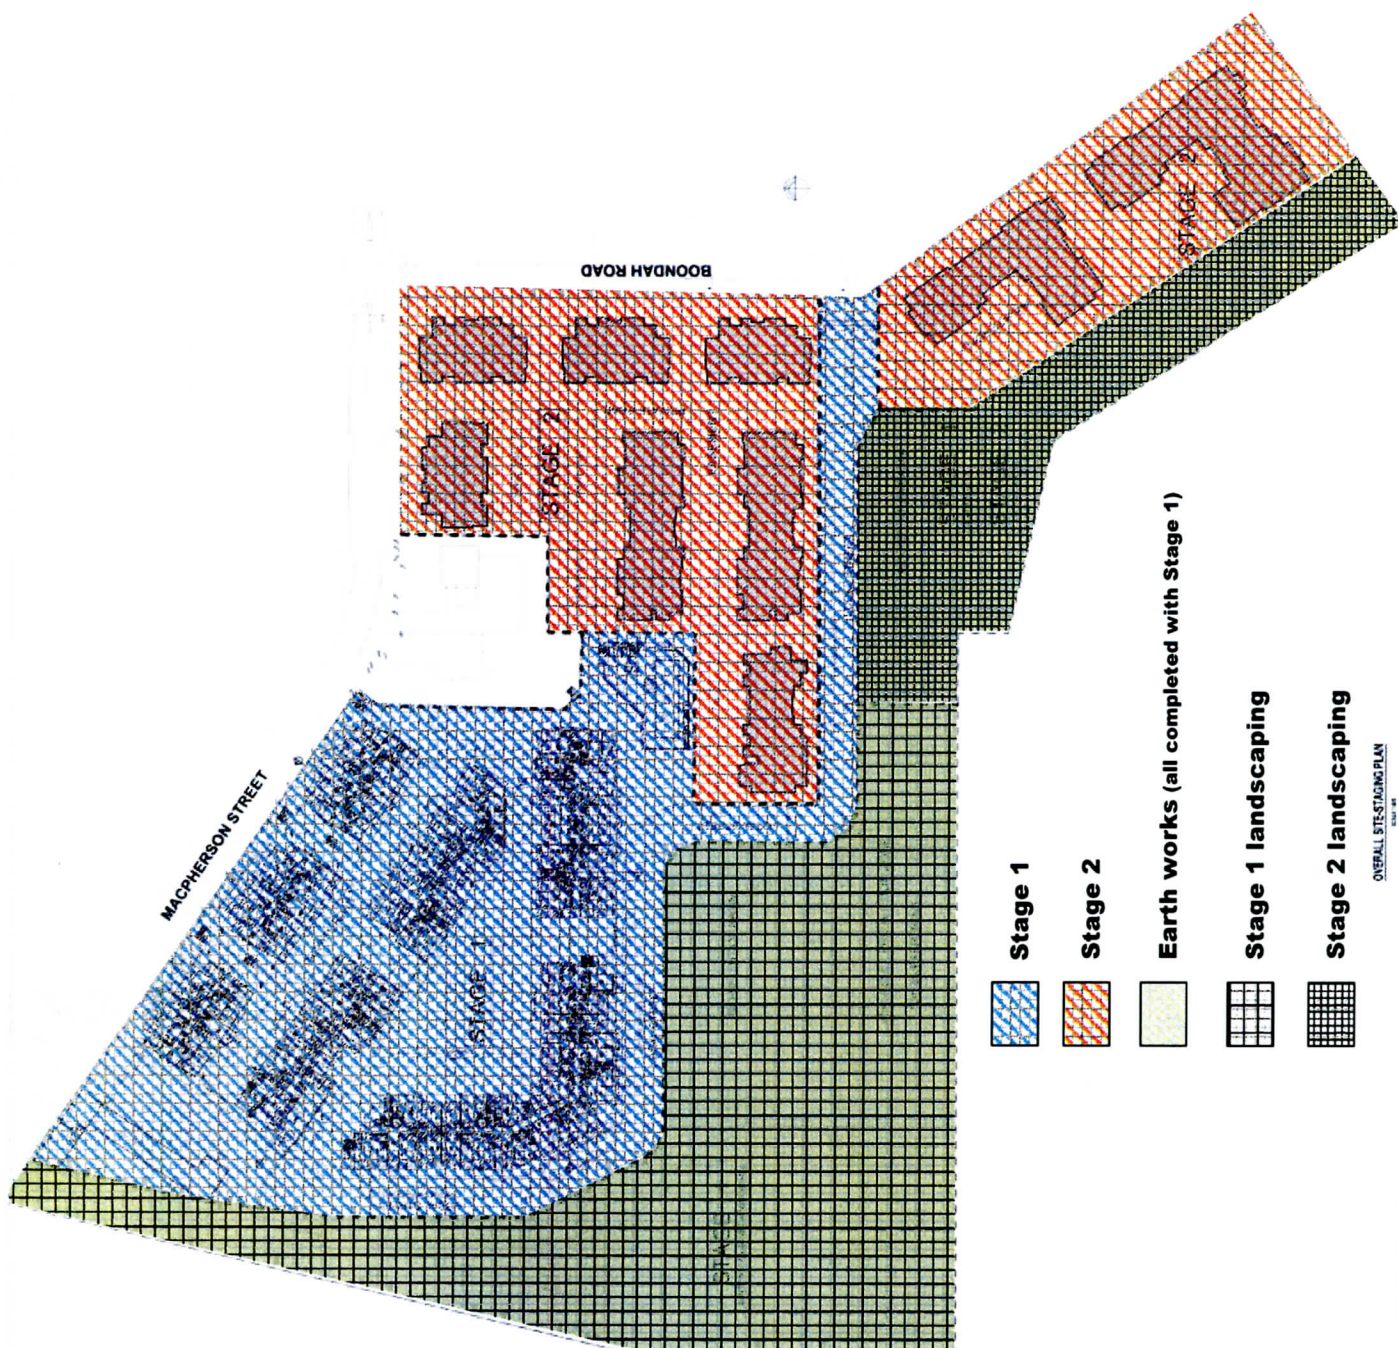 MACPHERSON STREET
BOONDAH ROAD
STAGE 2
STAGE 2
STAGE 1
Stage 1
Stage 2
Earth works (all completed with Stage 1)
Stage 1 landscaping
Stage 2 landscaping
OVERALL SITE-STAGING PLAN